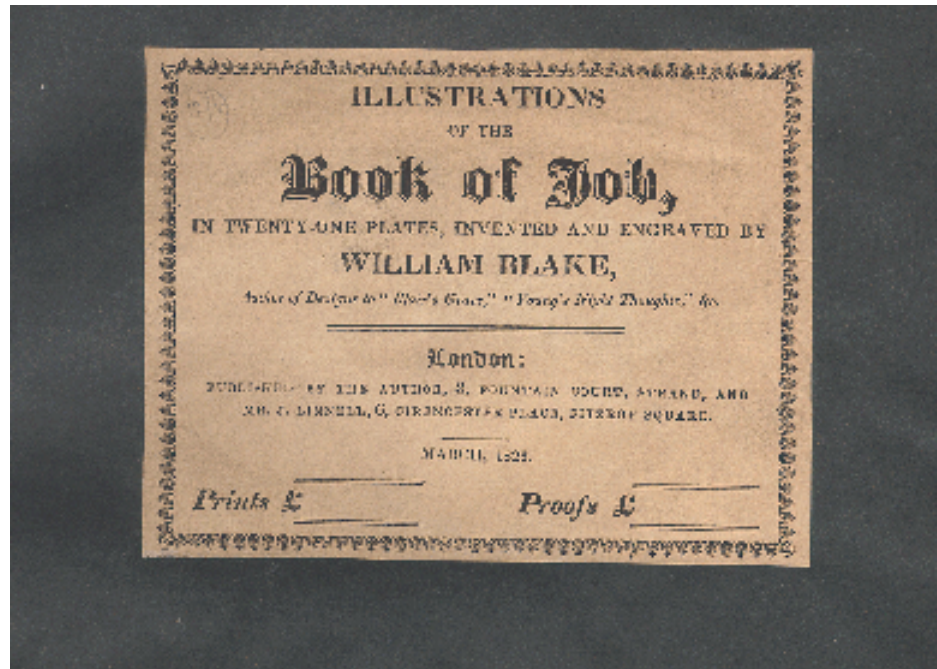 ILLUSTRATIONS
OF THE
Book of Job,
IN TWENTY-ONE PLATES, INVENTED AND ENGRAVED BY
WILLIAM BLAKE,
Author of Designs to " Blair's Grave," " Young's Night Thoughts," &c.
London:
PUBLISHED BY THE AUTHOR, 3, FOUNTAIN COURT, STRAND, AND
MR. J. LINNELL, 6, CIRENCESTER PLACE, FITZROY SQUARE.
MARCH,
Prints £
Proofs £